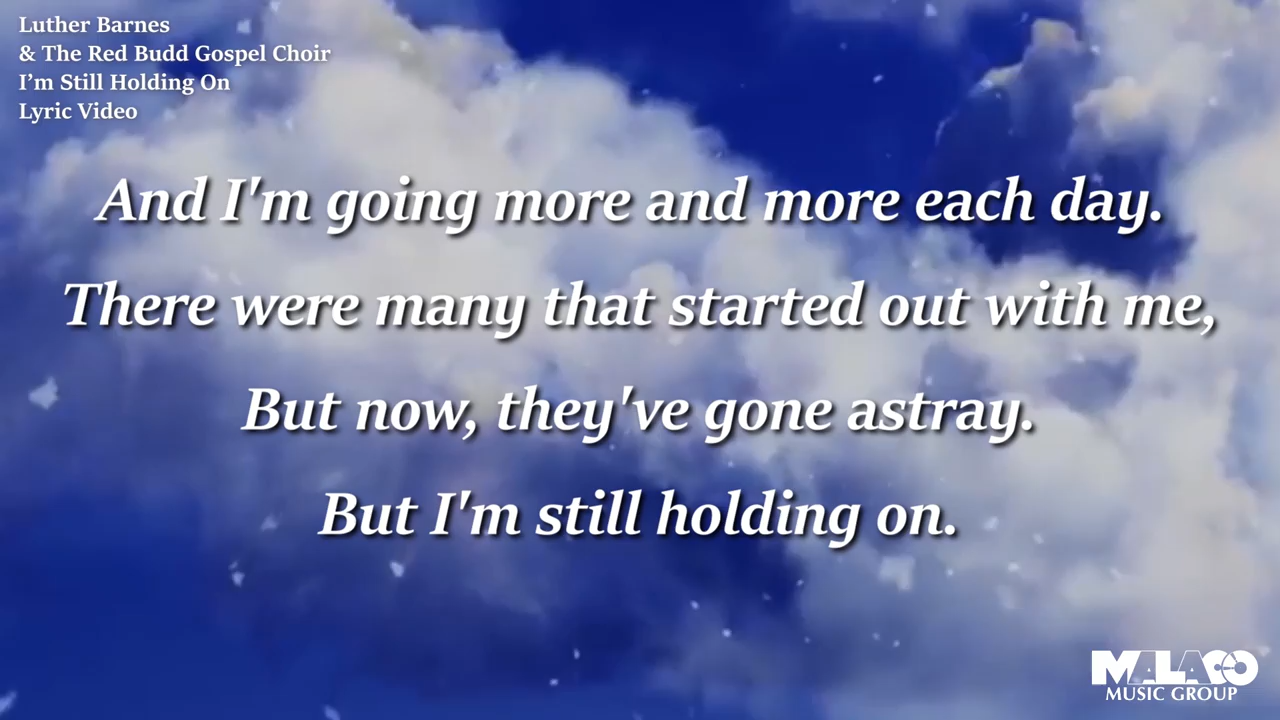 Luther Barnes
& The Red Budd Gospel Choir
I’m Still Holding On
Lyric Video
And I'm going more and more each day.
There were many that started out with me,
But now, they've gone astray.
But I'm still holding on.
MALACO
MUSIC GROUP